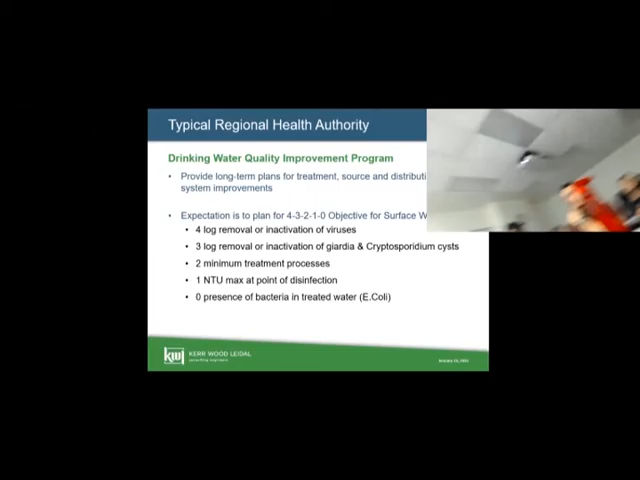 Typical Regional Health Authority
Drinking Water Quality Improvement Program
• Provide long-term plans for treatment, source and distributi
system improvements
• Expectation is to plan for 4-3-2-1-0 Objective for Surface W
• 4 log removal or inactivation of viruses
• 3 log removal or inactivation of giardia & Cryptosporidium cysts
• 2 minimum treatment processes
• 1 NTU max at point of disinfection
• 0 presence of bacteria in treated water (E.Coli)
kwl KERR WOOD LEIDAL
consulting engineers